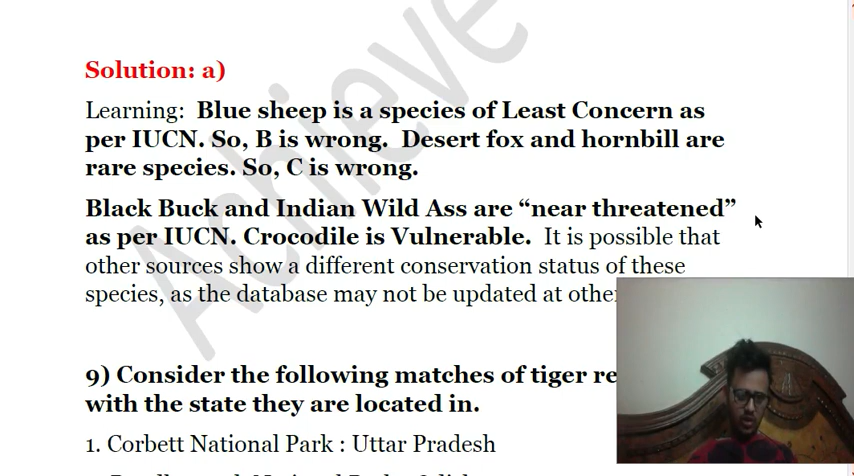 Achieve
Solution: a)
Learning: Blue sheep is a species of Least Concern as
per IUCN. So, B is wrong. Desert fox and hornbill are
rare species. So, C is wrong.
Black Buck and Indian Wild Ass are “near threatened”
as per IUCN. Crocodile is Vulnerable. It is possible that
other sources show a different conservation status of these
species, as the database may not be updated at other
9) Consider the following matches of tiger re
with the state they are located in.
1. Corbett National Park : Uttar Pradesh